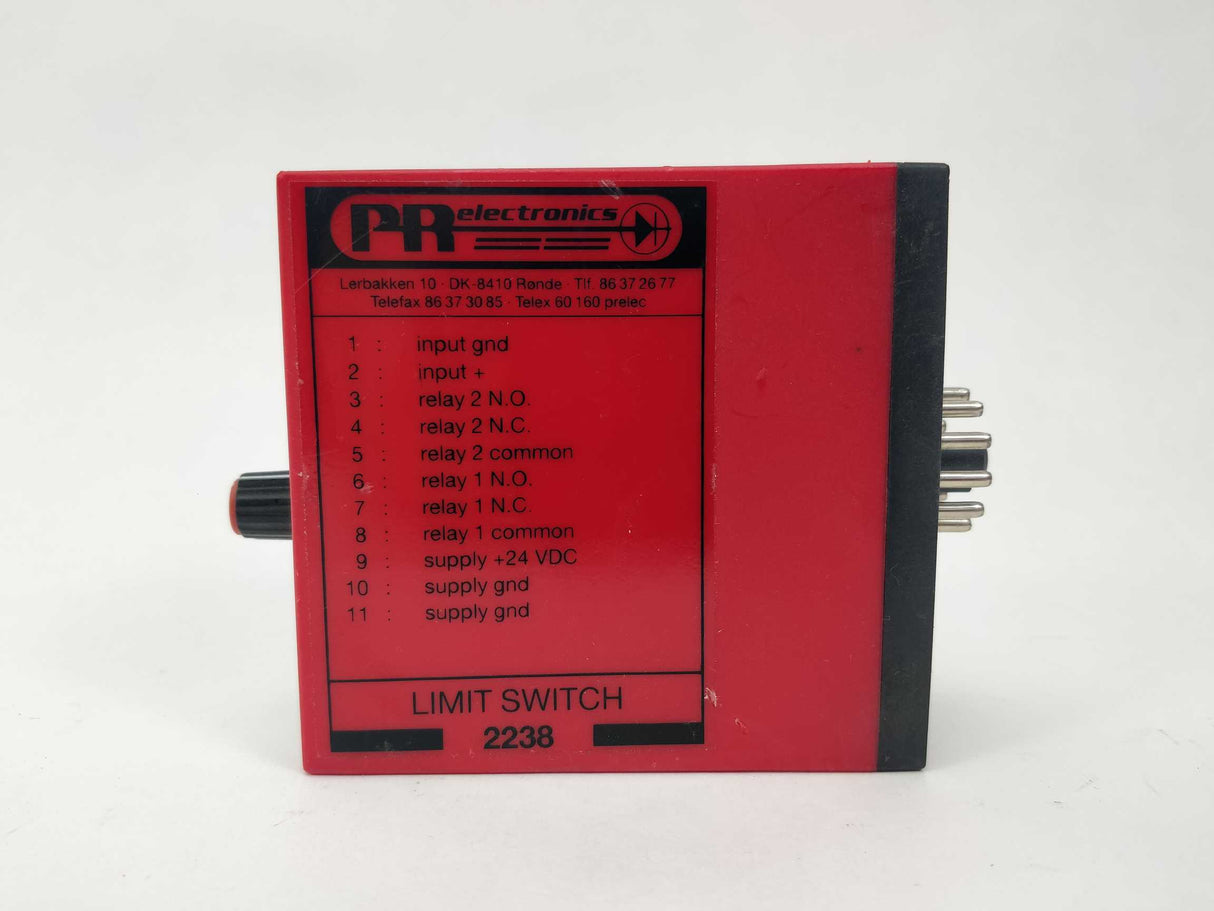 PR electronics
Lerbakken 10 · DK-8410 Rønde · Tlf. 86 37 26 77
Telefax 86 37 30 85 · Telex 60 160 prelec
1 : input gnd
2 : input +
3 : relay 2 N.O.
4 : relay 2 N.C.
5 : relay 2 common
6 : relay 1 N.O.
7 : relay 1 N.C.
8 : relay 1 common
9 : supply +24 VDC
10 : supply gnd
11 : supply gnd
LIMIT SWITCH
2238